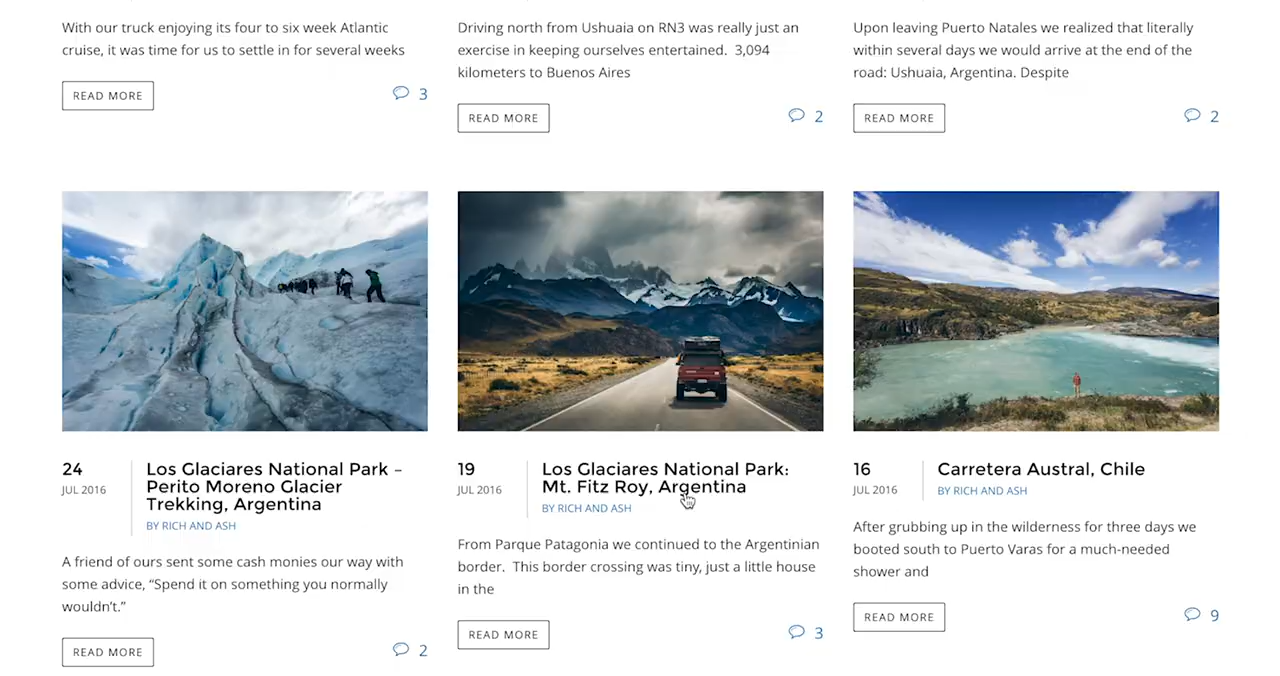 With our truck enjoying its four to six week Atlantic
cruise, it was time for us to settle in for several weeks
READ MORE
3
Driving north from Ushuaia on RN3 was really just an
exercise in keeping ourselves entertained.  3,094
kilometers to Buenos Aires
READ MORE
2
Upon leaving Puerto Natales we realized that literally
within several days we would arrive at the end of the
road: Ushuaia, Argentina. Despite
READ MORE
2
24
JUL 2016
Los Glaciares National Park –
Perito Moreno Glacier
Trekking, Argentina
BY RICH AND ASH
A friend of ours sent some cash monies our way with
some advice, “Spend it on something you normally
wouldn’t.”
READ MORE
2
19
JUL 2016
Los Glaciares National Park:
Mt. Fitz Roy, Argentina
BY RICH AND ASH
From Parque Patagonia we continued to the Argentinian
border.  This border crossing was tiny, just a little house
in the
READ MORE
3
16
JUL 2016
Carretera Austral, Chile
BY RICH AND ASH
After grubbing up in the wilderness for three days we
booted south to Puerto Varas for a much-needed
shower and
READ MORE
9